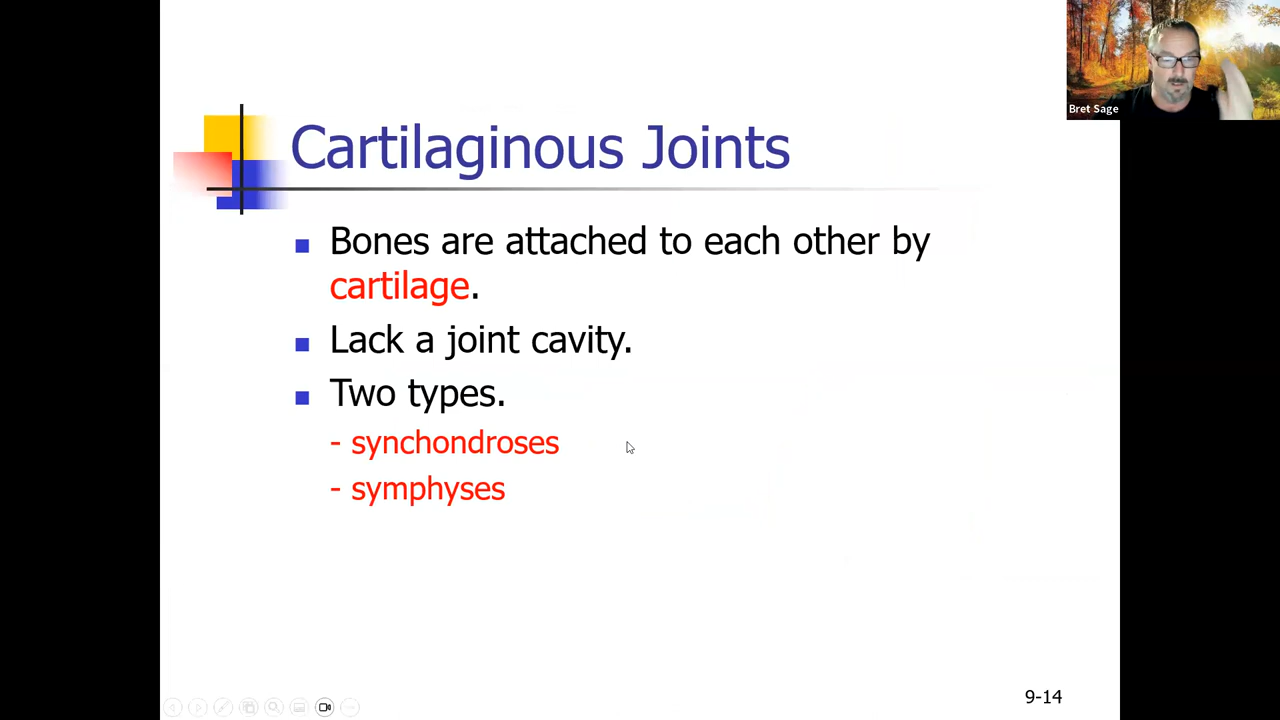 Bret Sage
Cartilaginous Joints
Bones are attached to each other by
cartilage.
Lack a joint cavity.
Two types.
- synchondroses
- symphyses
9-14